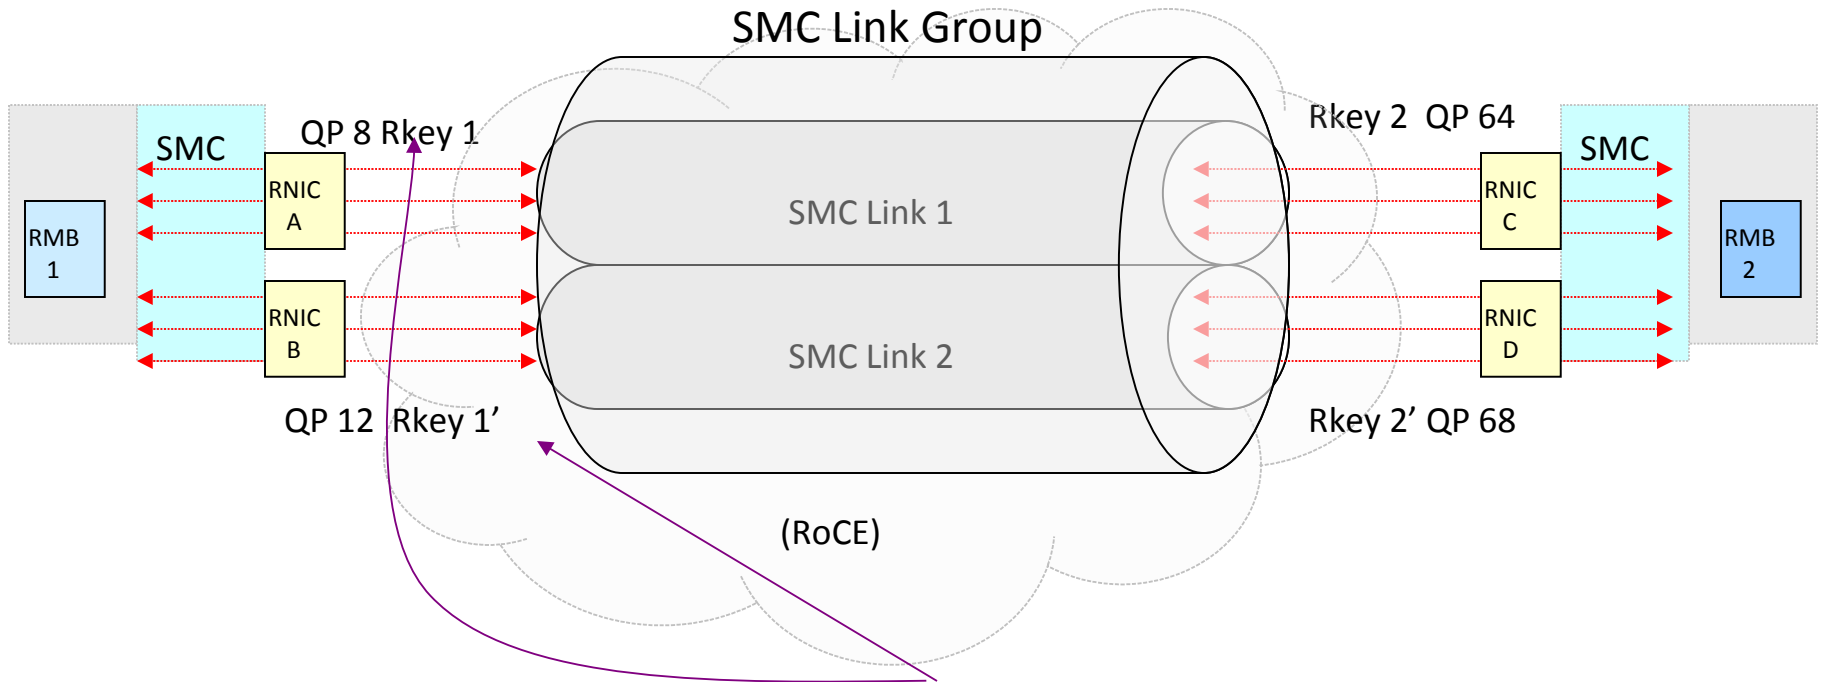 SMC Link Group
QP 8 Rkey 1
Rkey 2 QP 64
SMC
SMC
RNIC
A
RNIC
C
SMC Link 1
RMB
1
RMB
2
RNIC
B
RNIC
D
SMC Link 2
QP 12 Rkey 1’
Rkey 2’ QP 68
(RoCE)